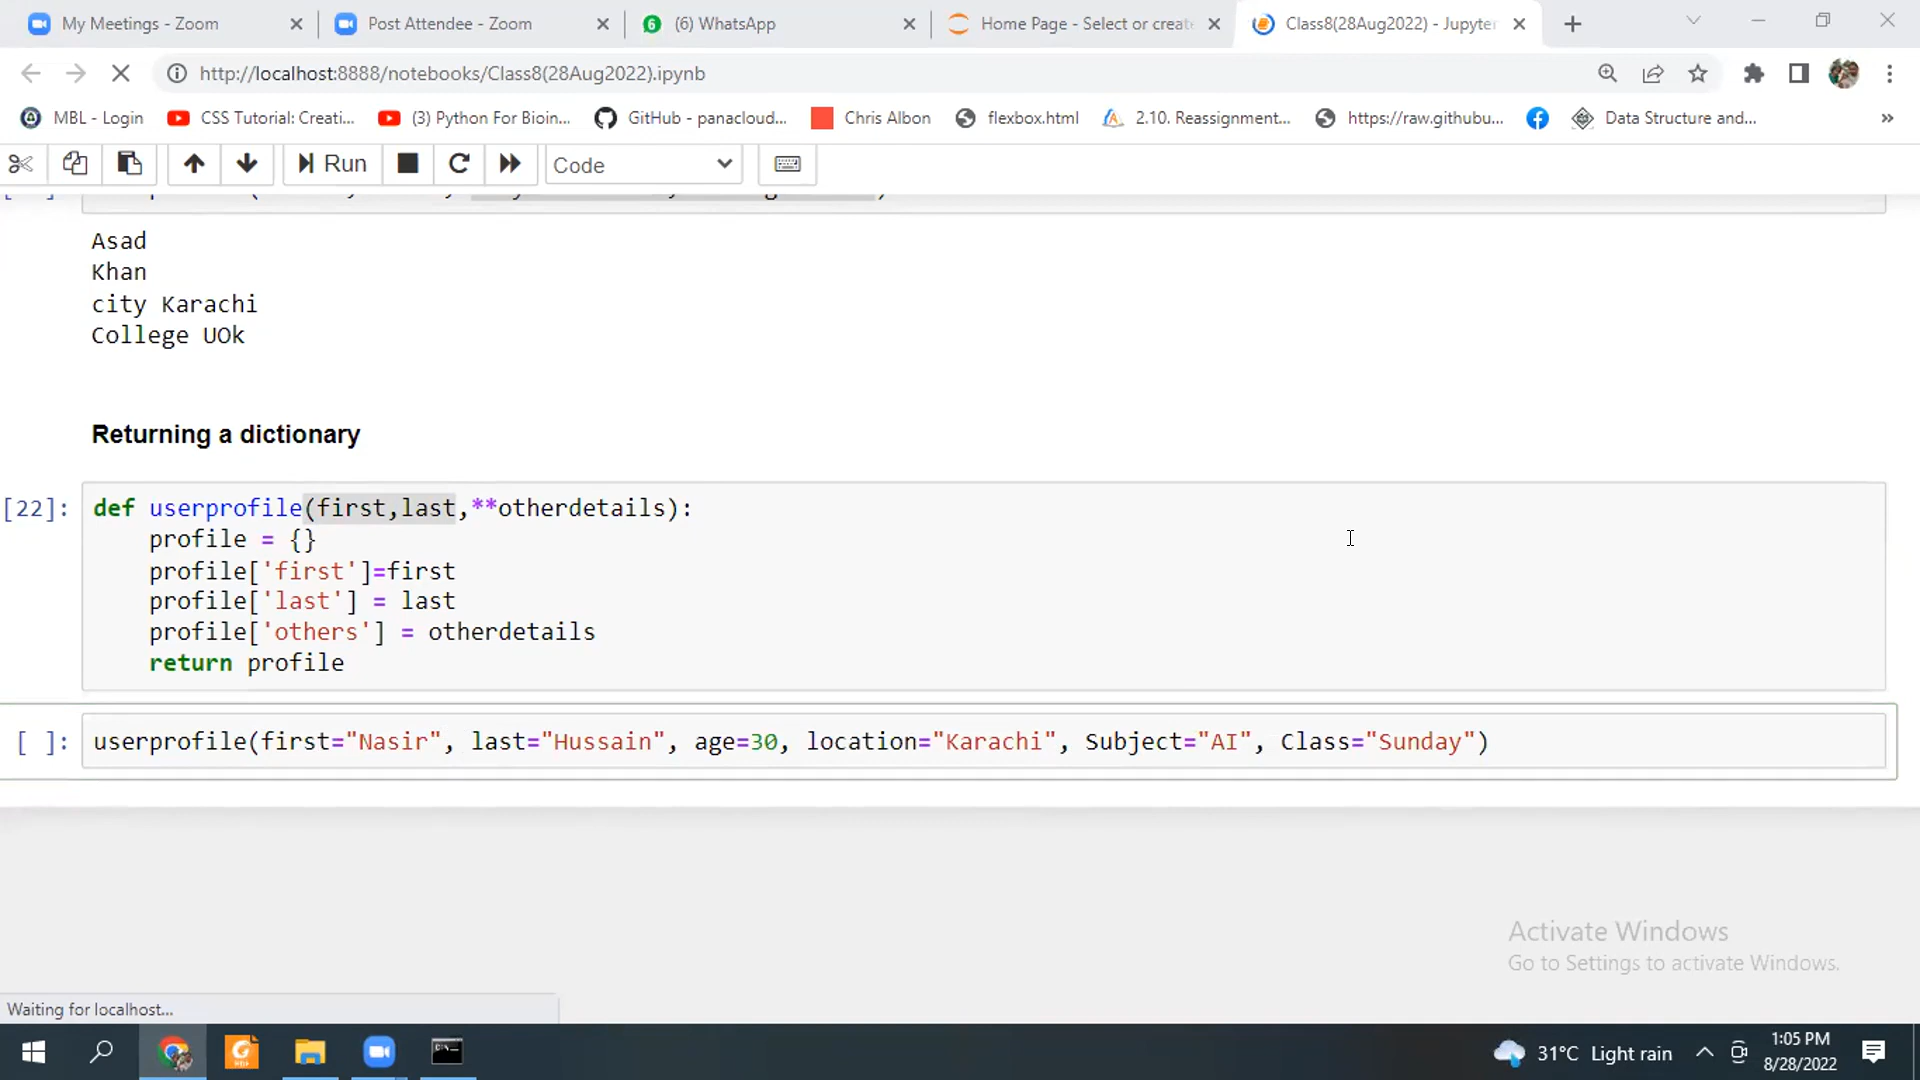 My Meetings - Zoom
Post Attendee - Zoom
(6) WhatsApp
Home Page - Select or create
Class8(28Aug2022) - Jupyter
http://localhost:8888/notebooks/Class8(28Aug2022).ipynb
MBL - Login
CSS Tutorial: Creati...
(3) Python For Bioin...
GitHub - panacloud...
Chris Albon
flexbox.html
2.10. Reassignment...
https://raw.githubu...
Data Structure and...
Run
Code
Asad
Khan
city Karachi
College UOk
Returning a dictionary
[22]: def userprofile(first,last,**otherdetails):
profile = {}
profile['first']=first
profile['last'] = last
profile['others'] = otherdetails
return profile
[ ]: userprofile(first="Nasir", last="Hussain", age=30, location="Karachi", Subject="AI", Class="Sunday")
Activate Windows
Go to Settings to activate Windows.
Waiting for localhost...
31°C Light rain
1:05 PM
8/28/2022